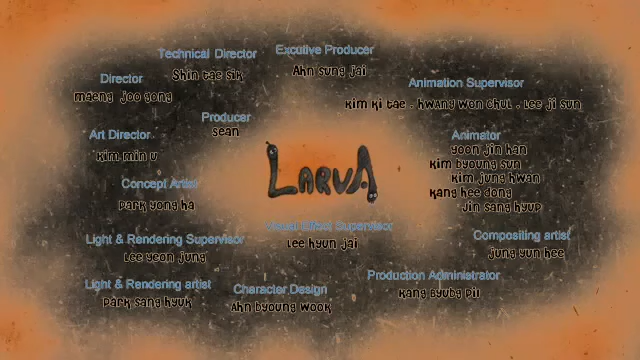 Technical Director
Shin tae sik
Excutive Producer
Ahn sung jai
Director
maeng joo gong
Animation Supervisor
kim ki tae . hwang won chul . Lee ji sun
Producer
sean
Art Director
kim min u
Animator
yoon jin han
kim byoung sun
kim jung hwan
kang hee dong
jin sang hyup
Concept Artist
park yong ha
LARVA
Visual Effect Supervisor
Lee hyun jai
Light & Rendering Supervisor
Lee yeon jung
Compositing artist
jung yun hee
Light & Rendering artist
park sang hyuk
Character Design
Ahn byoung wook
Production Administrator
kang byubg pil